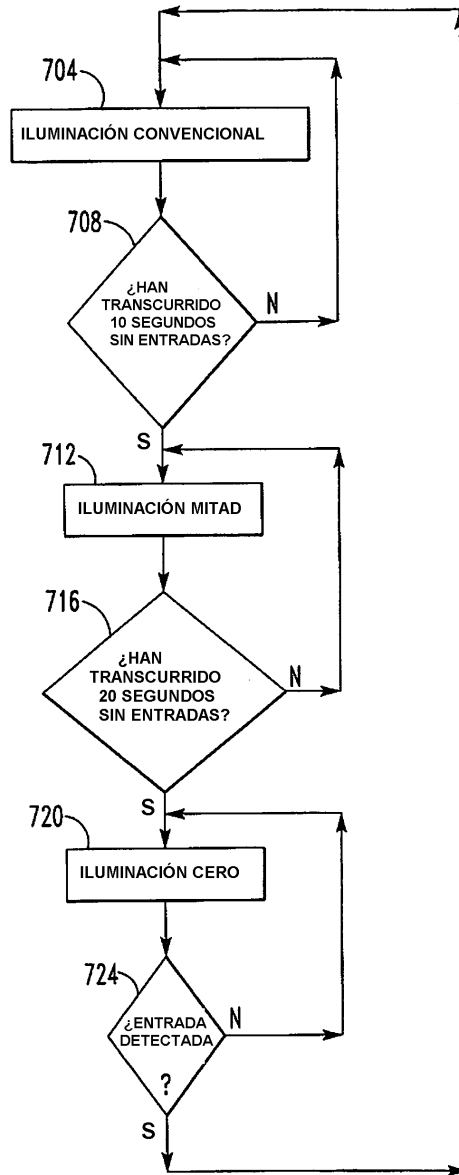 704
ILUMINACIÓN CONVENCIONAL
708
¿HAN
TRANSCURRIDO
10 SEGUNDOS
SIN ENTRADAS?
N
S
712
ILUMINACIÓN MITAD
716
¿HAN
TRANSCURRIDO
20 SEGUNDOS
SIN ENTRADAS?
N
S
720
ILUMINACIÓN CERO
724
¿ENTRADA
DETECTADA
?
N
S